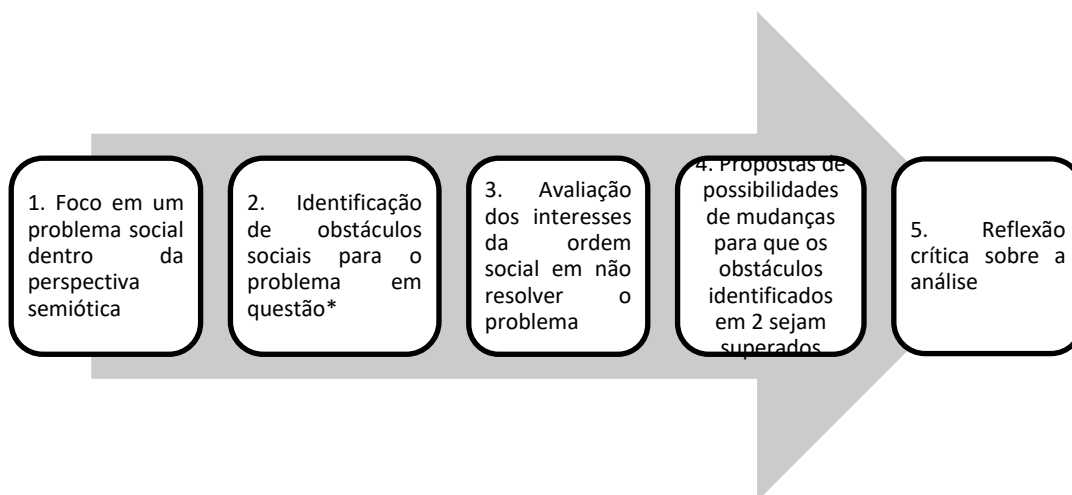 1. Foco em um
problema social
dentro da
perspectiva
semiótica
2. Identificação
de obstáculos
sociais para o
problema em
questão*
3. Avaliação
dos interesses
da ordem
social em não
resolver o
problema
4. Propostas de
possibilidades
de mudanças
para que os
obstáculos
identificados
em 2 sejam
superados
5. Reflexão
crítica sobre a
análise